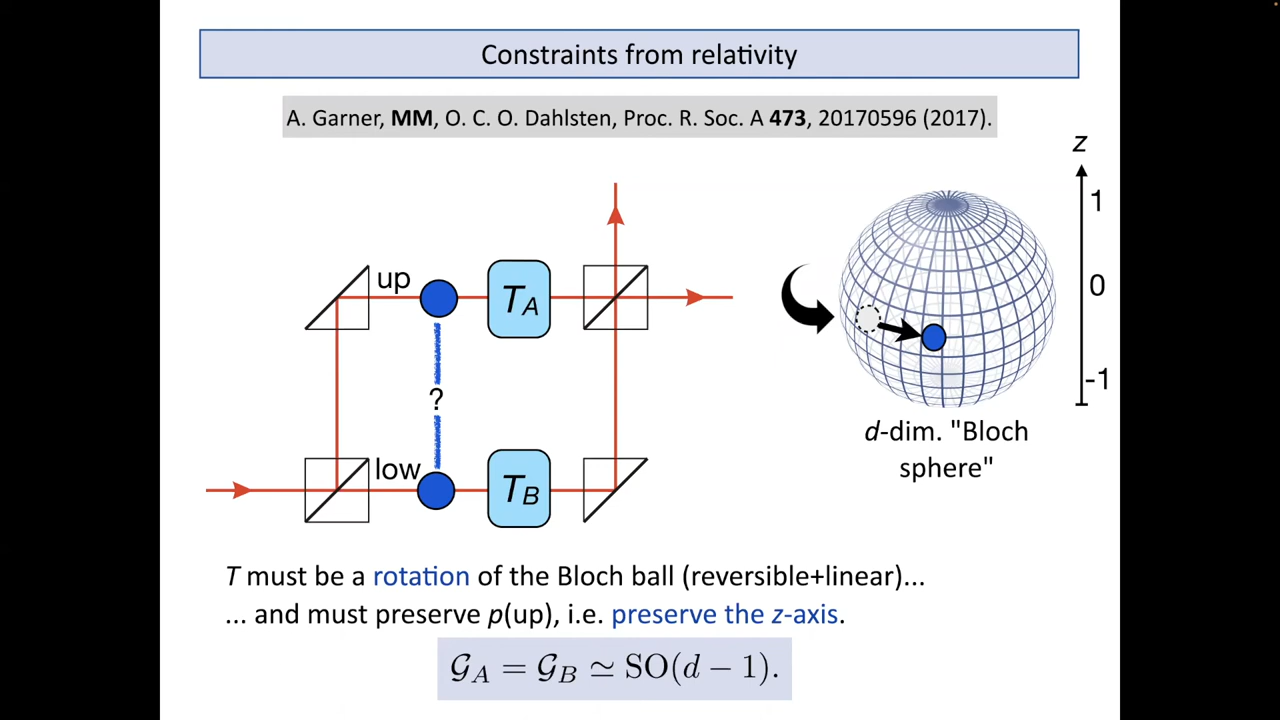 Constraints from relativity
A. Garner, MM, O. C. O. Dahlsten, Proc. R. Soc. A 473, 20170596 (2017).
z
1
0
-1
up
T_A
?
low
T_B
d-dim. "Bloch
sphere"
T must be a rotation of the Bloch ball (reversible+linear)...
... and must preserve p(up), i.e. preserve the z-axis.
𝒢_A = 𝒢_B ≃ SO(d − 1).